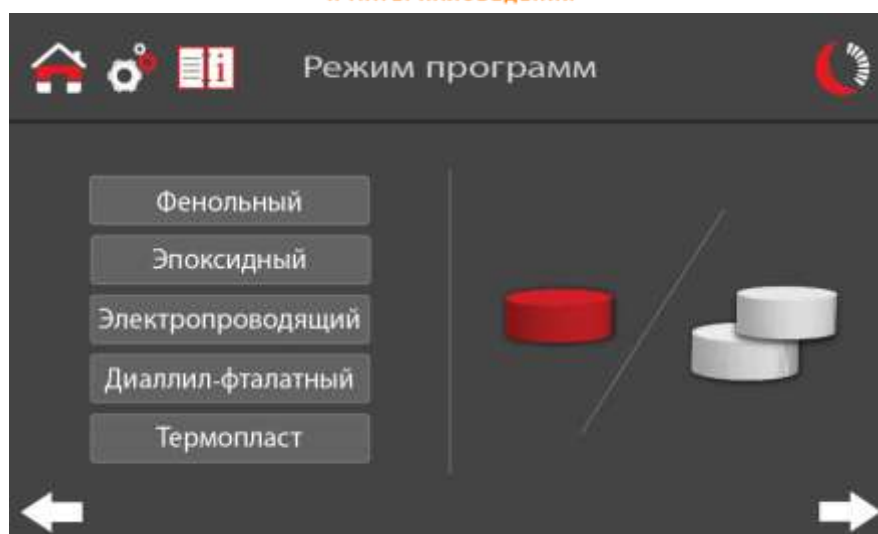 Режим программ
Фенольный
Эпоксидный
Электропроводящий
Диаллил-фталатный
Термопласт